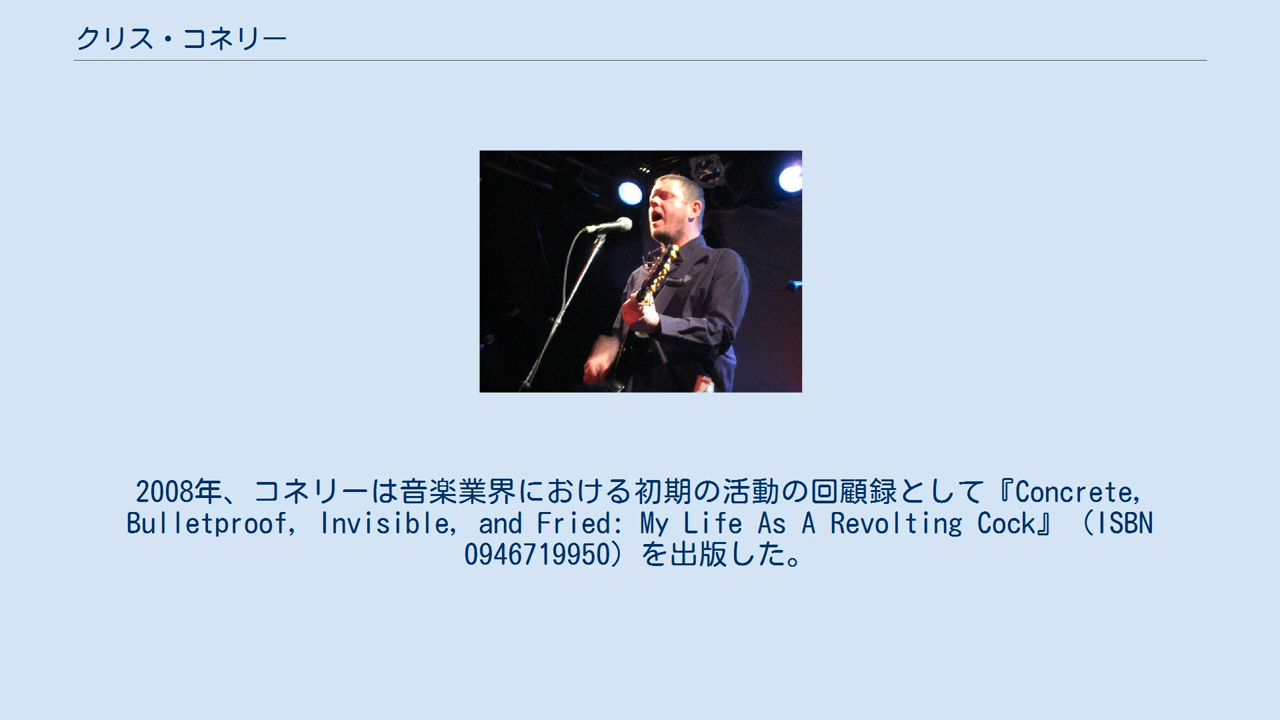 クリス・コネリー
2008年、コネリーは音楽業界における初期の活動の回顧録として『Concrete,
Bulletproof, Invisible, and Fried: My Life As A Revolting Cock』（ISBN
0946719950）を出版した。